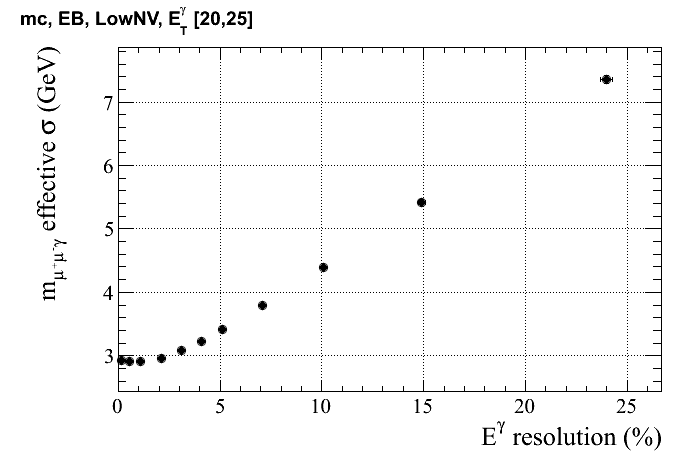 mc, EB, LowNV, E_T^γ [20,25]
m_μ⁺μ⁻γ effective σ (GeV)
7
6
5
4
3
0 5 10 15 20 25
E^γ resolution (%)